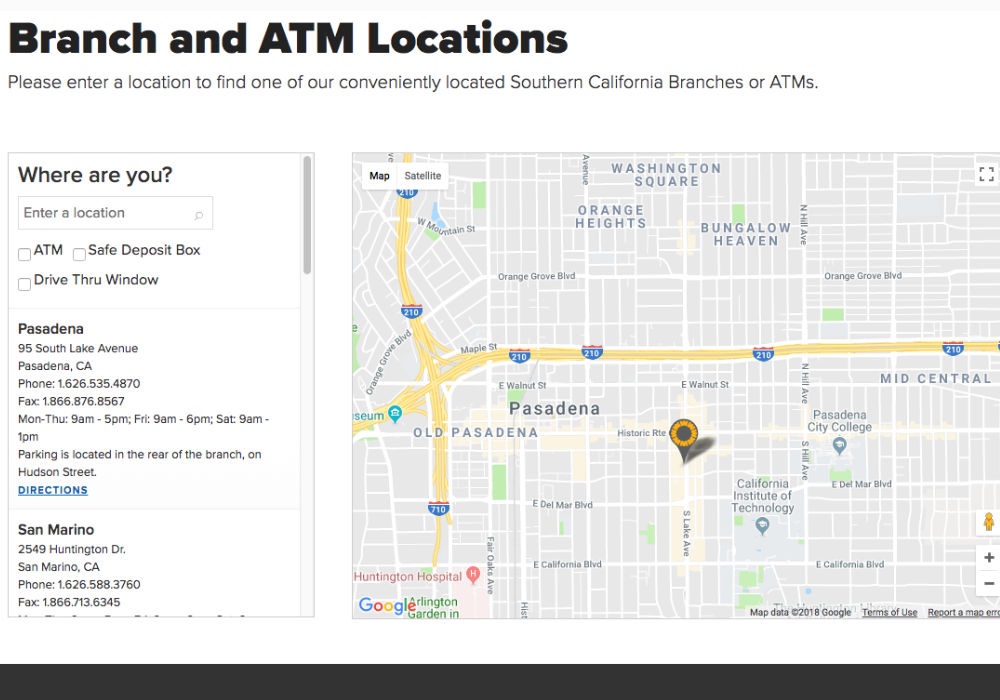 Branch and ATM Locations
Please enter a location to find one of our conveniently located Southern California Branches or ATMs.
Where are you?
Enter a location
ATM Safe Deposit Box
Drive Thru Window
Pasadena
95 South Lake Avenue
Pasadena, CA
Phone: 1.626.535.4870
Fax: 1.866.876.8567
Mon-Thu: 9am - 5pm; Fri: 9am - 6pm; Sat: 9am -
1pm
Parking is located in the rear of the branch, on
Hudson Street.
DIRECTIONS
San Marino
2549 Huntington Dr.
San Marino, CA
Phone: 1.626.588.3760
Fax: 1.866.713.6345
Map Satellite
210
W Mountain St
Avenue
WASHINGTON
SQUARE
ORANGE
HEIGHTS
BUNGALOW
HEAVEN
N Hill Ave
Orange Grove Blvd
Orange Grove Blvd
210
Orange Grove Blvd
Maple St
210
210
210
210
E Walnut St
E Walnut St
N Hill Ave
MID CENTRAL
Pasadena
seum
OLD PASADENA
Historic Rte
Pasadena
City College
S Hill Ave
California
Institute of
Technology
E Del Mar Blvd
E Del Mar Blvd
710
S Lake Ave
Fair Oaks Ave
E California Blvd
E California Blvd
Huntington Hospital
H
Google
Arlington
Garden in
Hist
The Huntington Library
Map data ©2018 Google Terms of Use Report a map erro
+
−